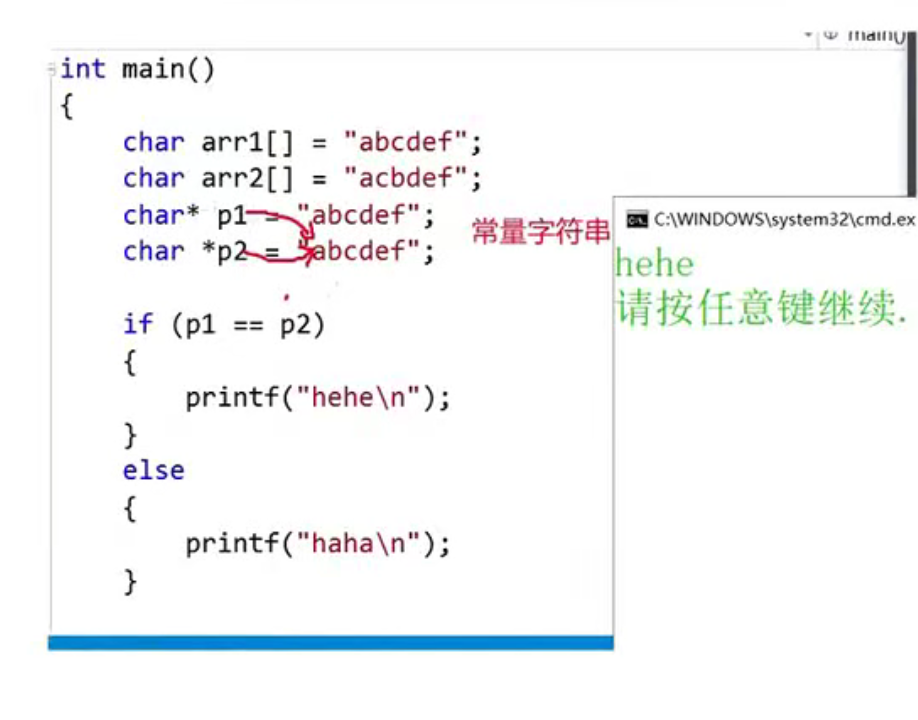 main()
int main()
{
char arr1[] = "abcdef";
char arr2[] = "acbdef";
char* p1 = "abcdef";
char *p2 = "abcdef";
常量字符串
if (p1 == p2)
{
printf("hehe\n");
}
else
{
printf("haha\n");
}
C:\WINDOWS\system32\cmd.ex
hehe
请按任意键继续.